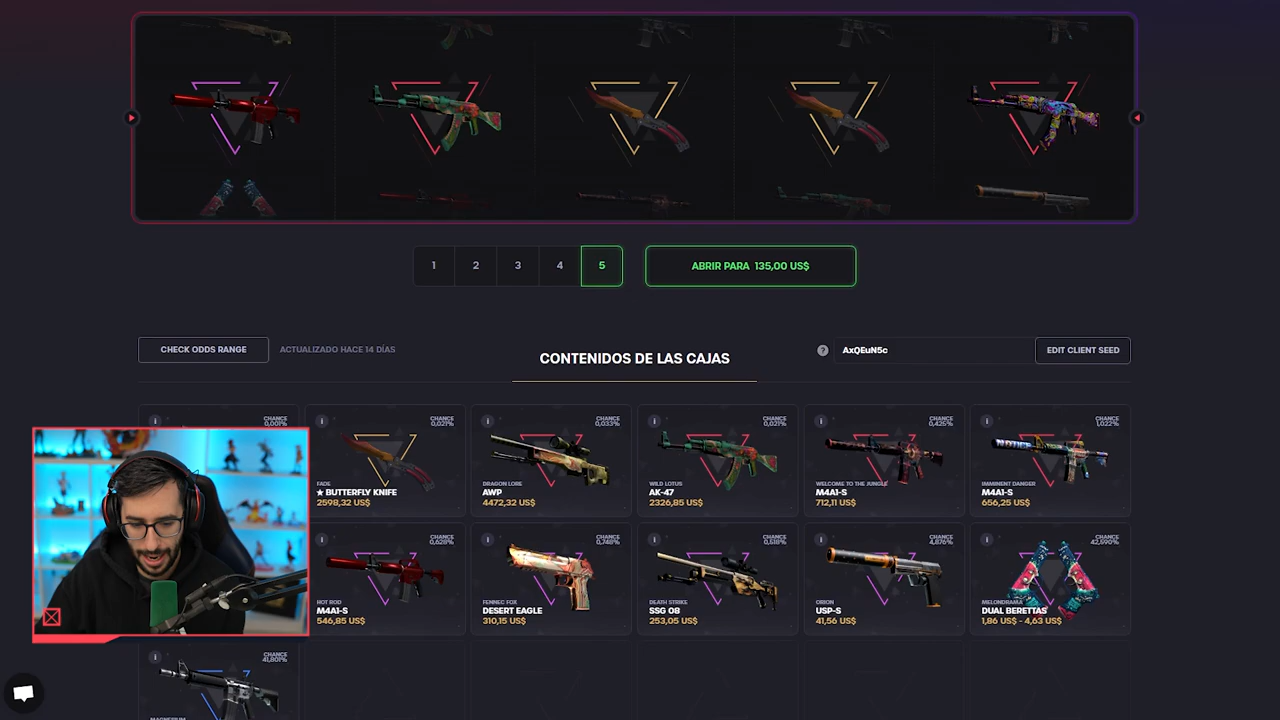 1 2 3 4 5 ABRIR PARA 135,00 US$
CHECK ODDS RANGE ACTUALIZADO HACE 14 DÍAS CONTENIDOS DE LAS CAJAS ? AxQEuN5c EDIT CLIENT SEED
CHANCE
0,001%
CHANCE
0,021%
FADE
★ BUTTERFLY KNIFE
2598,32 US$
CHANCE
0,033%
DRAGON LORE
AWP
4472,32 US$
CHANCE
0,021%
WILD LOTUS
AK-47
2326,85 US$
CHANCE
0,425%
WELCOME TO THE JUNGLE
M4A1-S
712,11 US$
CHANCE
1,022%
IMMINENT DANGER
M4A1-S
656,25 US$
CHANCE
0,628%
HOT ROD
M4A1-S
546,85 US$
CHANCE
0,748%
FENNEC FOX
DESERT EAGLE
310,15 US$
CHANCE
DEATH STRIKE
SSG 08
253,05 US$
CHANCE
4,876%
ORION
USP-S
41,56 US$
CHANCE
42,590%
MELONDRAMA
DUAL BERETTAS
1,86 US$ - 4,63 US$
CHANCE
41,801%
MAGNESIUM